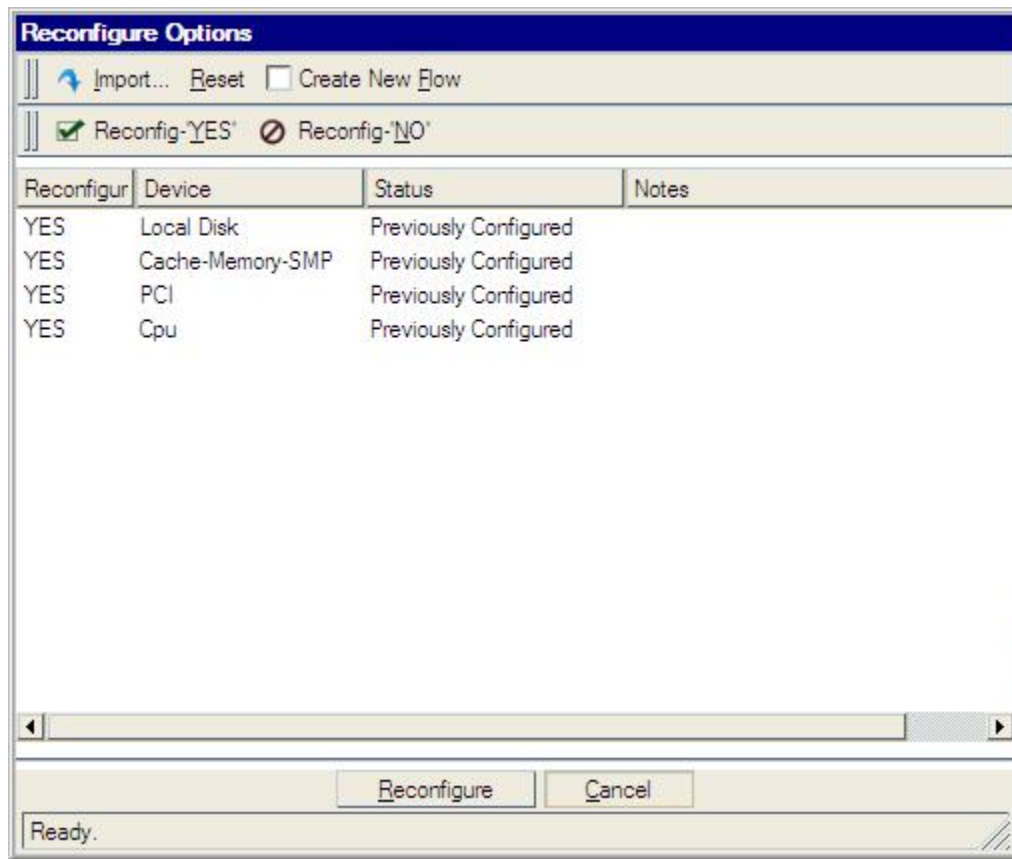 Reconfigure Options
Import... Reset Create New Flow
Reconfig-'YES' Reconfig-'NO'
Reconfigur Device Status Notes
YES Local Disk Previously Configured
YES Cache-Memory-SMP Previously Configured
YES PCI Previously Configured
YES Cpu Previously Configured
Reconfigure Cancel
Ready.